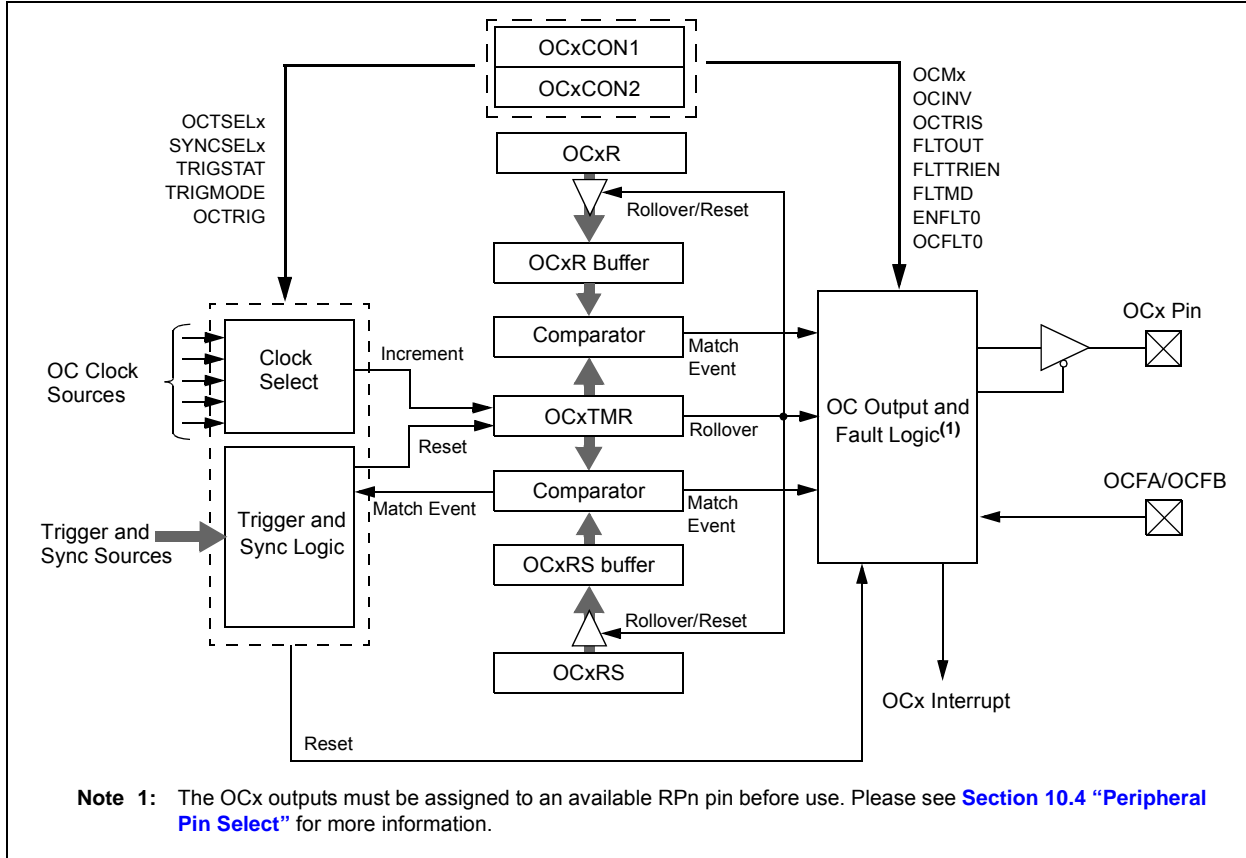 OCxCON1
OCxCON2
OCTSELx
SYNCSELx
TRIGSTAT
TRIGMODE
OCTRIG
OCMx
OCINV
OCTRIS
FLTOUT
FLTTRIEN
FLTMD
ENFLT0
OCFLT0
OCxR
Rollover/Reset
OCxR Buffer
OC Clock
Sources
Clock
Select
Increment
Comparator
Match
Event
OCxTMR
Rollover
Reset
Comparator
Match Event
Match
Event
Trigger and
Sync Sources
Trigger and
Sync Logic
OCxRS buffer
Rollover/Reset
OCxRS
OC Output and
Fault Logic(1)
OCx Pin
OCFA/OCFB
OCx Interrupt
Reset
Note 1: The OCx outputs must be assigned to an available RPn pin before use. Please see Section 10.4 “Peripheral
Pin Select” for more information.